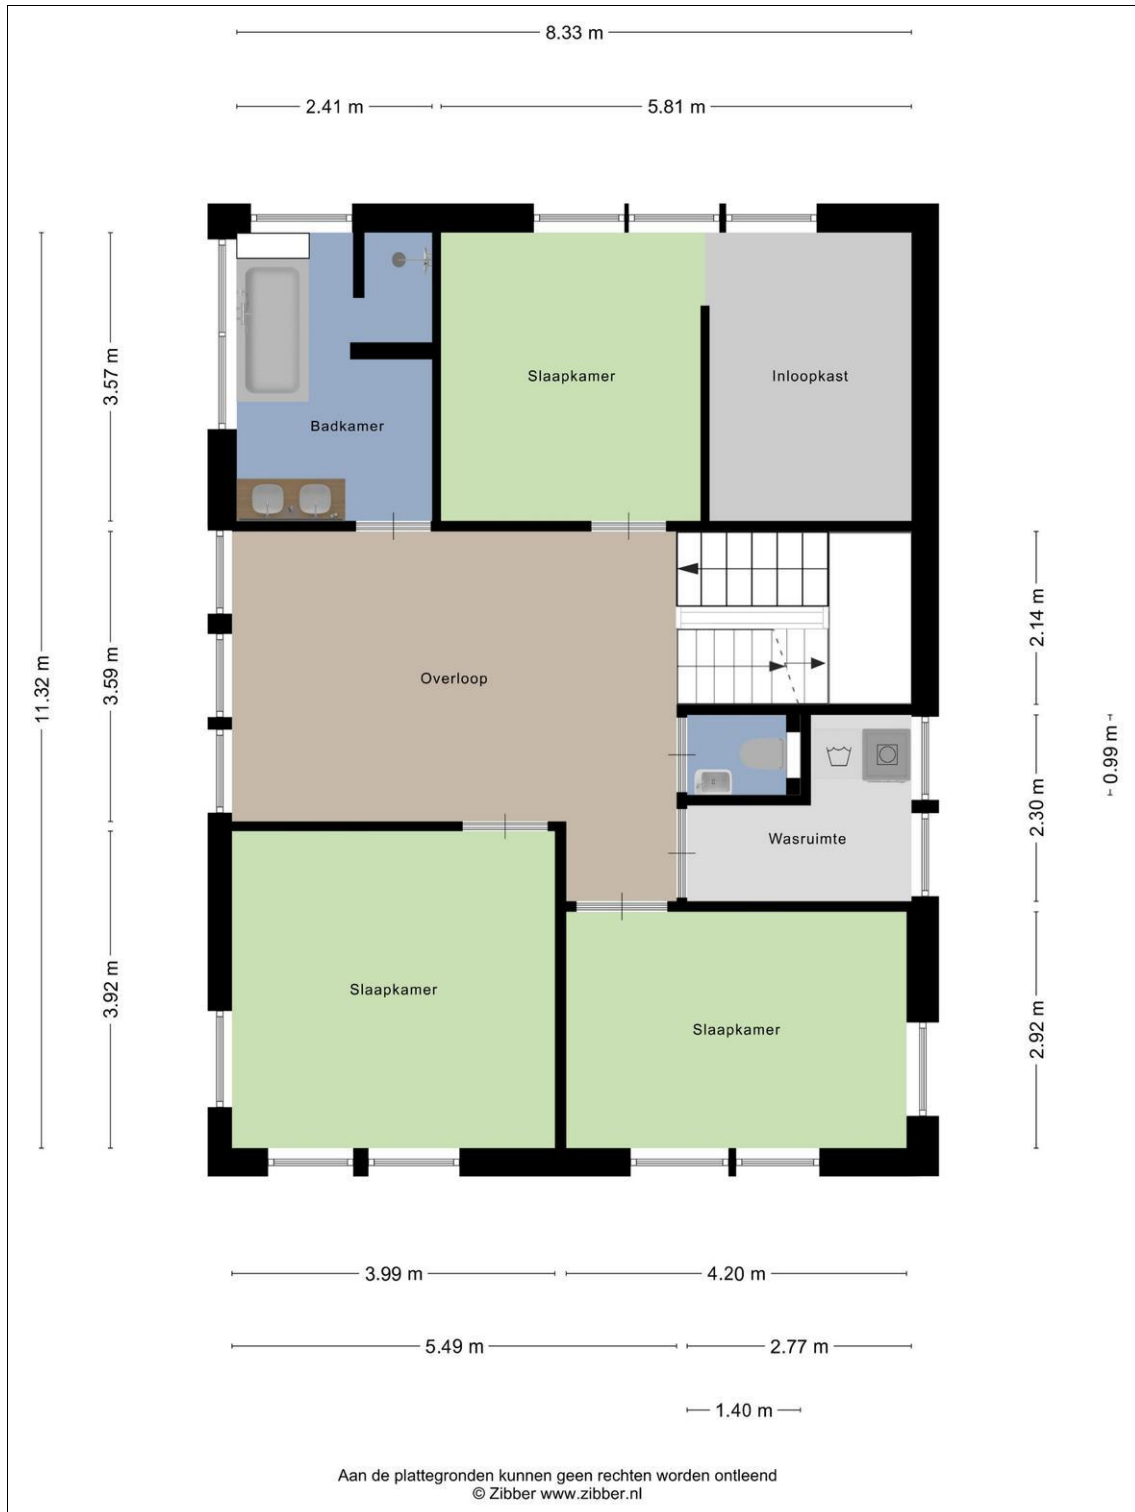 8.33 m
2.41 m
5.81 m
3.57 m
Slaapkamer
Inloopkast
Badkamer
2.14 m
11.32 m
3.59 m
Overloop
0.99 m
2.30 m
Wasruimte
3.92 m
Slaapkamer
Slaapkamer
2.92 m
3.99 m
4.20 m
5.49 m
2.77 m
1.40 m
Aan de plattegronden kunnen geen rechten worden ontleend
© Zibber www.zibber.nl